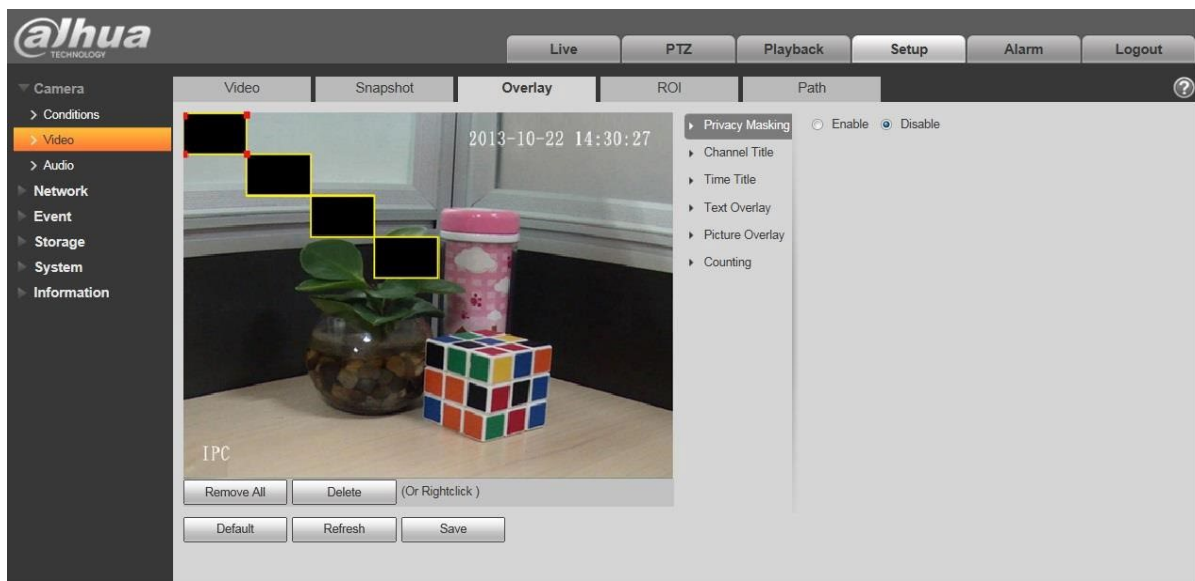 alhua
TECHNOLOGY
Live PTZ Playback Setup Alarm Logout
Camera
Conditions
Video
Audio
Network
Event
Storage
System
Information
Video Snapshot Overlay ROI Path
?
2013-10-22 14:30:27
IPC
Privacy Masking
Enable Disable
Channel Title
Time Title
Text Overlay
Picture Overlay
Counting
Remove All Delete (Or Rightclick )
Default Refresh Save